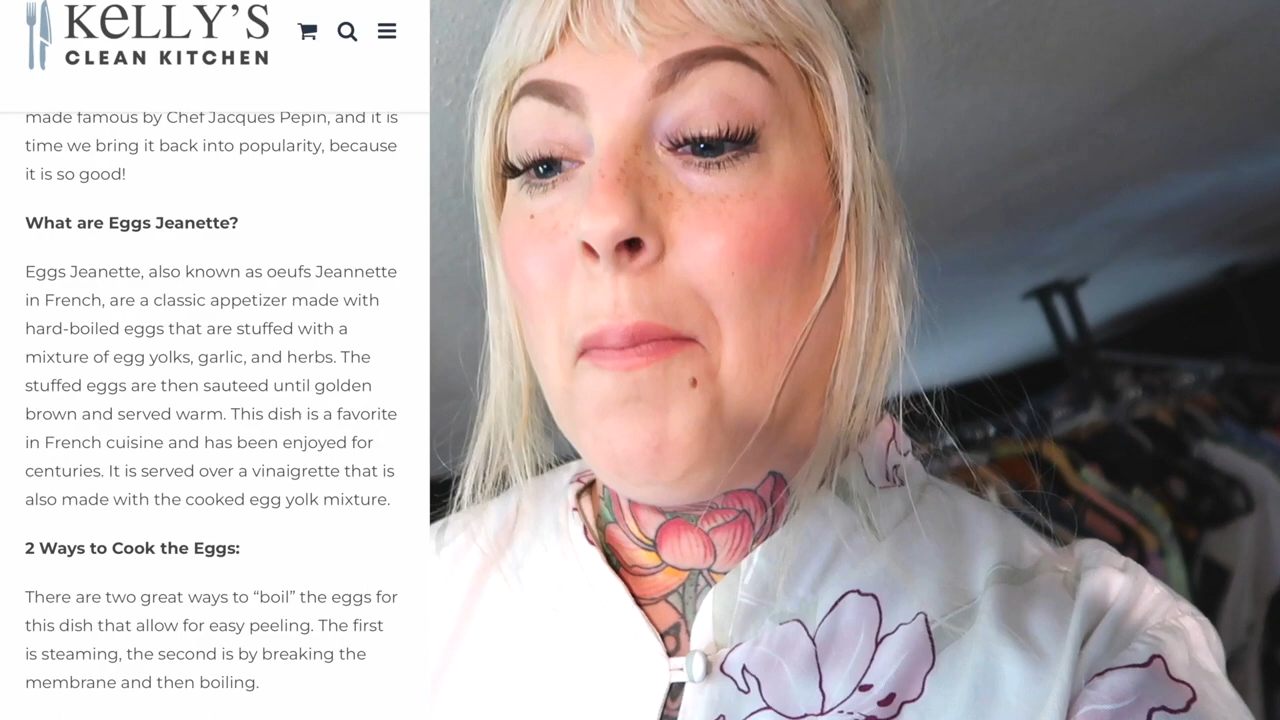 KELLY'S
CLEAN KITCHEN
made famous by Chef Jacques Pepin, and it is
time we bring it back into popularity, because
it is so good!
What are Eggs Jeanette?
Eggs Jeanette, also known as oeufs Jeannette
in French, are a classic appetizer made with
hard-boiled eggs that are stuffed with a
mixture of egg yolks, garlic, and herbs. The
stuffed eggs are then sauteed until golden
brown and served warm. This dish is a favorite
in French cuisine and has been enjoyed for
centuries. It is served over a vinaigrette that is
also made with the cooked egg yolk mixture.
2 Ways to Cook the Eggs:
There are two great ways to “boil” the eggs for
this dish that allow for easy peeling. The first
is steaming, the second is by breaking the
membrane and then boiling.